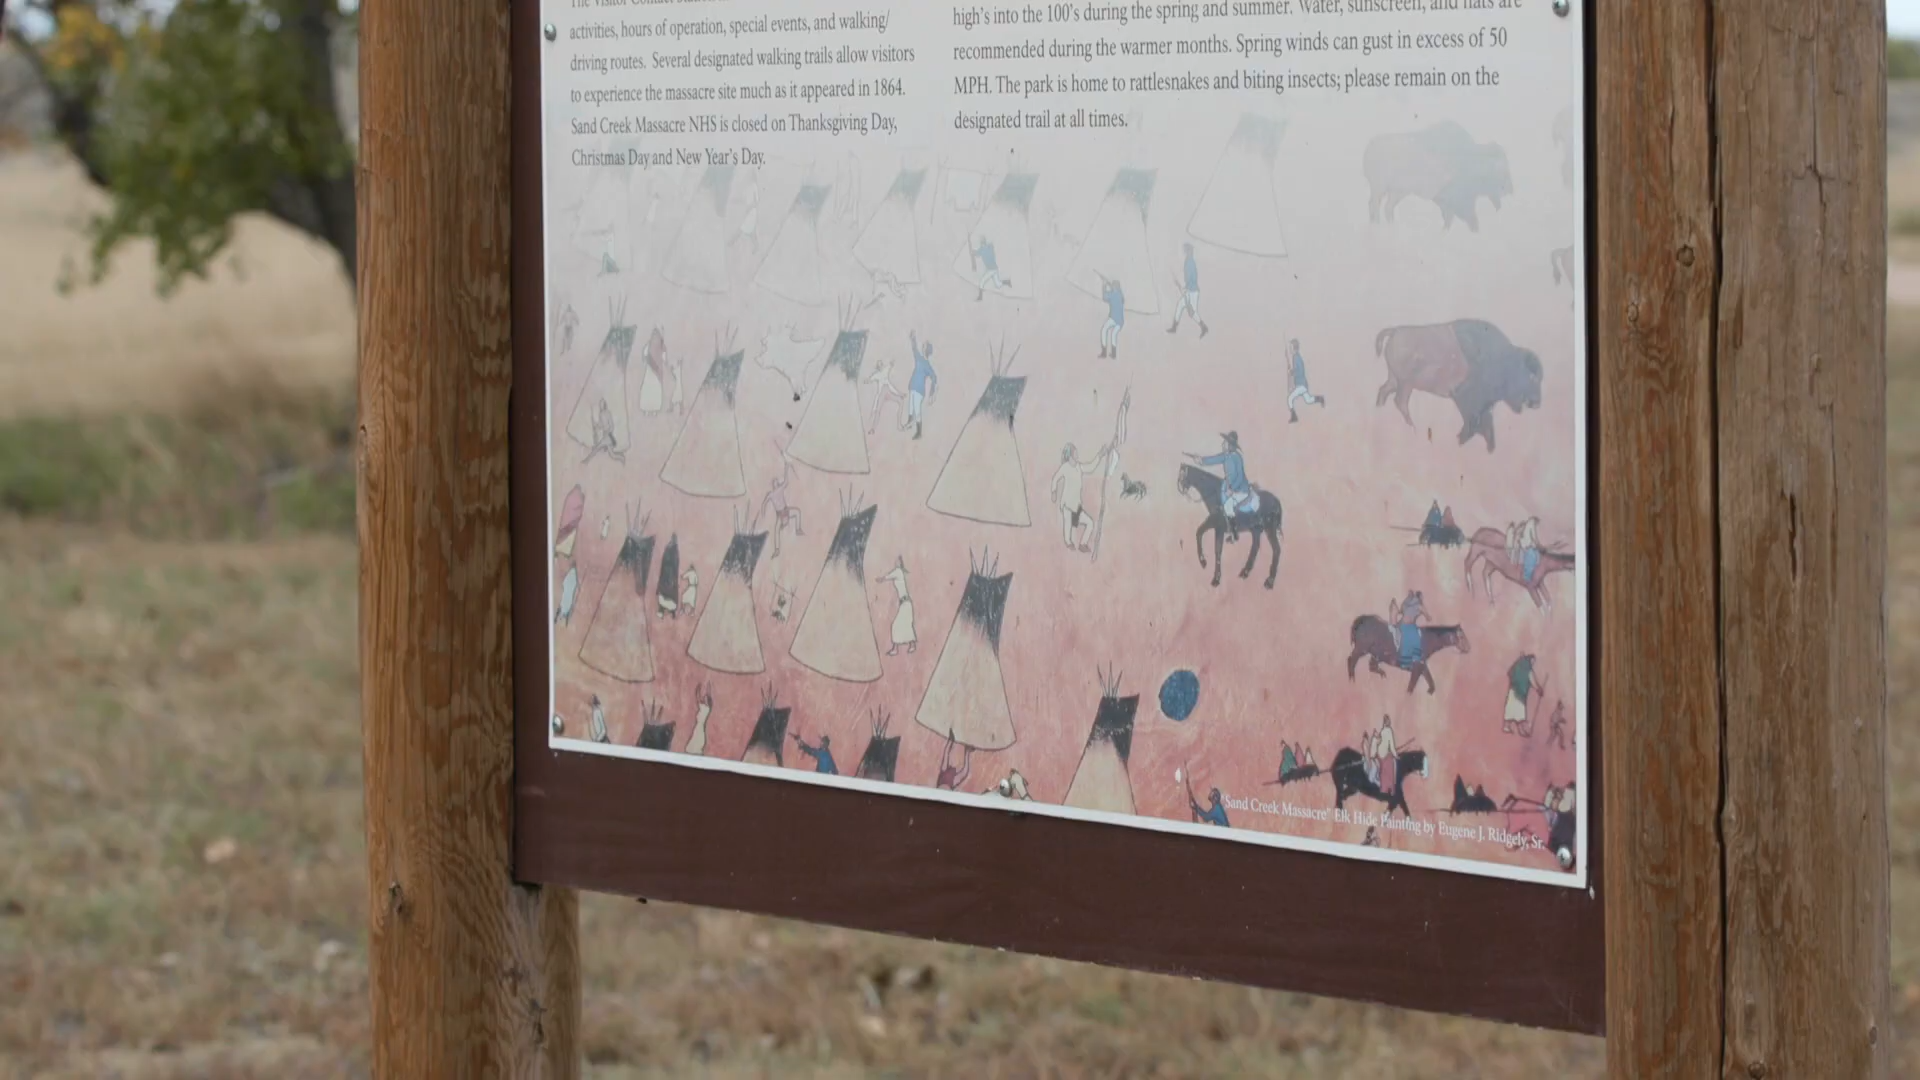 The Visitor Contact
activities, hours of operation, special events, and walking/
driving routes. Several designated walking trails allow visitors
to experience the massacre site much as it appeared in 1864.
Sand Creek Massacre NHS is closed on Thanksgiving Day,
Christmas Day and New Year's Day.
high's into the 100's during the spring and summer. Water, sunscreen, and hats are
recommended during the warmer months. Spring winds can gust in excess of 50
MPH. The park is home to rattlesnakes and biting insects; please remain on the
designated trail at all times.
"Sand Creek Massacre" Elk Hide Painting by Eugene J. Ridgely, Sr.